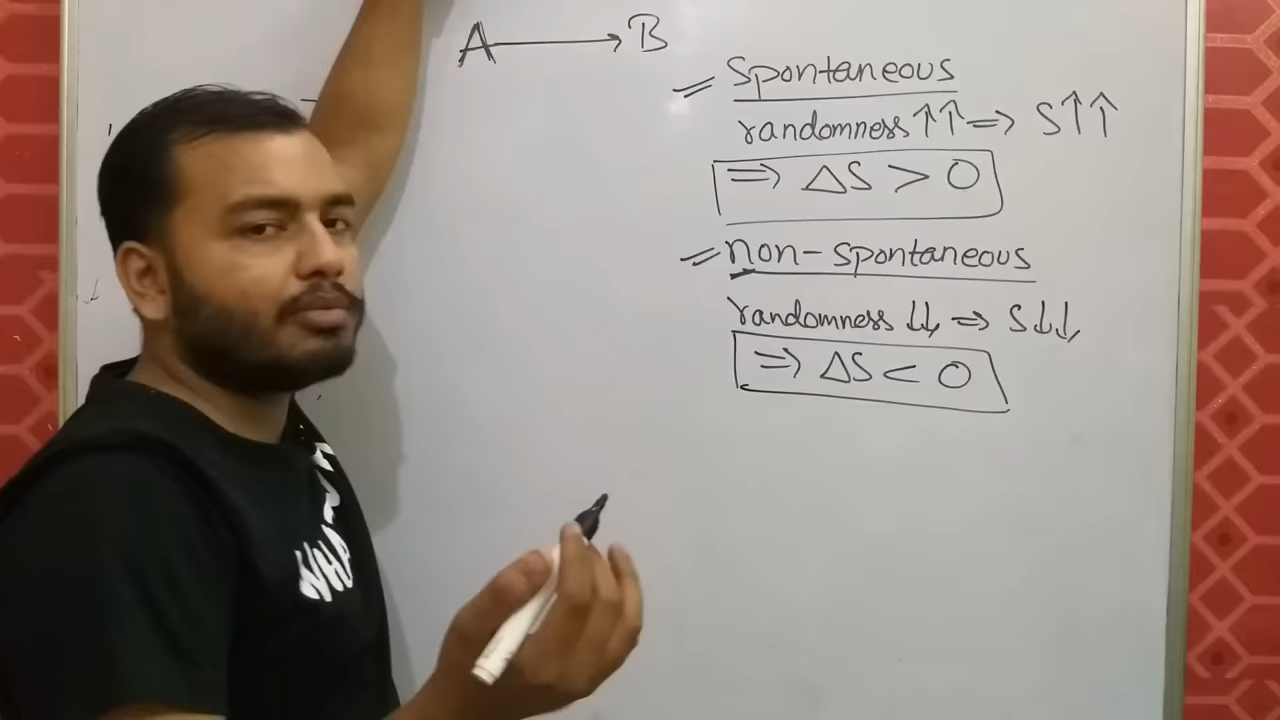 A → B
Spontaneous
randomness ↑↑ ⇒ S↑↑
⇒ ΔS > 0
non-spontaneous
randomness ↓↓ ⇒ S↓↓
⇒ ΔS < 0